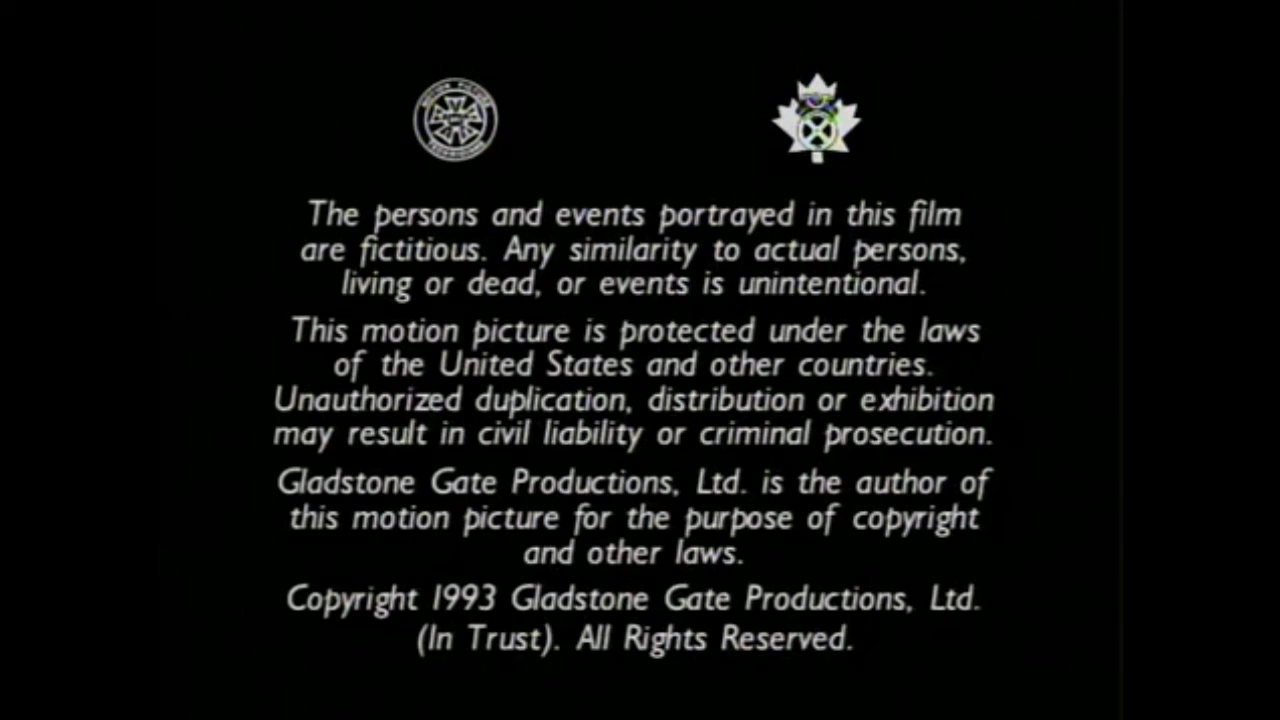 MOTION PICTURE
TECHNICIANS
The persons and events portrayed in this film
are fictitious. Any similarity to actual persons,
living or dead, or events is unintentional.
This motion picture is protected under the laws
of the United States and other countries.
Unauthorized duplication, distribution or exhibition
may result in civil liability or criminal prosecution.
Gladstone Gate Productions, Ltd. is the author of
this motion picture for the purpose of copyright
and other laws.
Copyright 1993 Gladstone Gate Productions, Ltd.
(In Trust). All Rights Reserved.